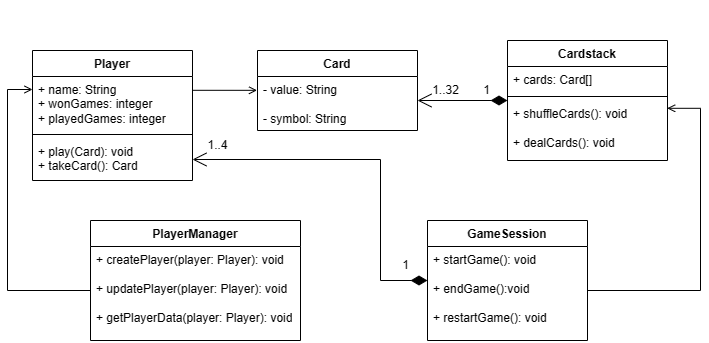 Player
+ name: String
+ wonGames: integer
+ playedGames: integer
+ play(Card): void
+ takeCard(): Card
Card
- value: String
- symbol: String
Cardstack
+ cards: Card[]
+ shuffleCards(): void
+ dealCards(): void
1..32
1
1..4
1
PlayerManager
+ createPlayer(player: Player): void
+ updatePlayer(player: Player): void
+ getPlayerData(player: Player): void
GameSession
+ startGame(): void
+ endGame():void
+ restartGame(): void